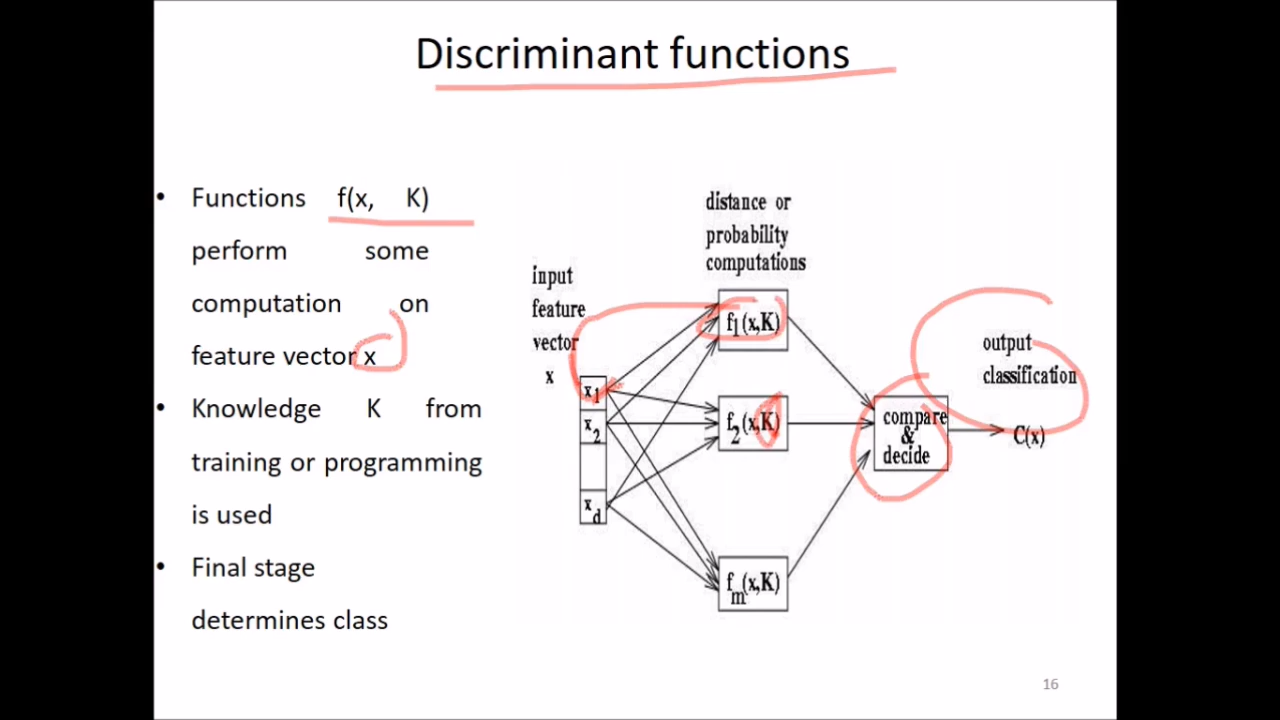 Discriminant functions
• Functions f(x, K)
perform some
computation on
feature vector x
• Knowledge K from
training or programming
is used
• Final stage
determines class
distance or
probability
computations
input
feature
vector
x
f1(x,K)
x1
x2
xd
f2(x,K)
fm(x,K)
compare
&
decide
output
classification
C(x)
16